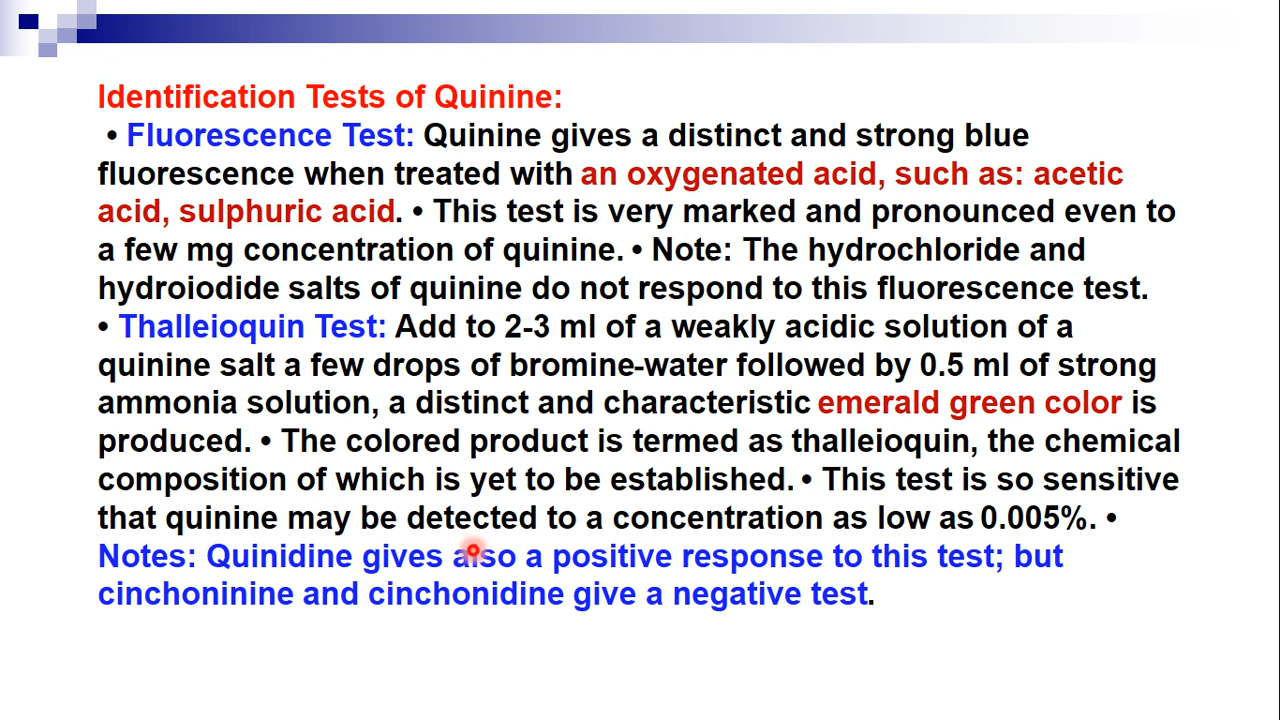 Identification Tests of Quinine:
• Fluorescence Test: Quinine gives a distinct and strong blue
fluorescence when treated with an oxygenated acid, such as: acetic
acid, sulphuric acid. • This test is very marked and pronounced even to
a few mg concentration of quinine. • Note: The hydrochloride and
hydroiodide salts of quinine do not respond to this fluorescence test.
• Thalleioquin Test: Add to 2-3 ml of a weakly acidic solution of a
quinine salt a few drops of bromine-water followed by 0.5 ml of strong
ammonia solution, a distinct and characteristic emerald green color is
produced. • The colored product is termed as thalleioquin, the chemical
composition of which is yet to be established. • This test is so sensitive
that quinine may be detected to a concentration as low as 0.005%. •
Notes: Quinidine gives also a positive response to this test; but
cinchoninine and cinchonidine give a negative test.